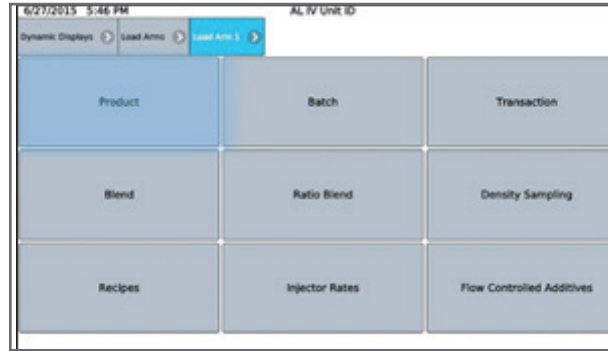 6/27/2015 5:46 PM AL IV Unit ID
Dynamic Displays Load Arms Load Arm 1
Product Batch Transaction
Blend Ratio Blend Density Sampling
Recipes Injector Rates Flow Controlled Additives